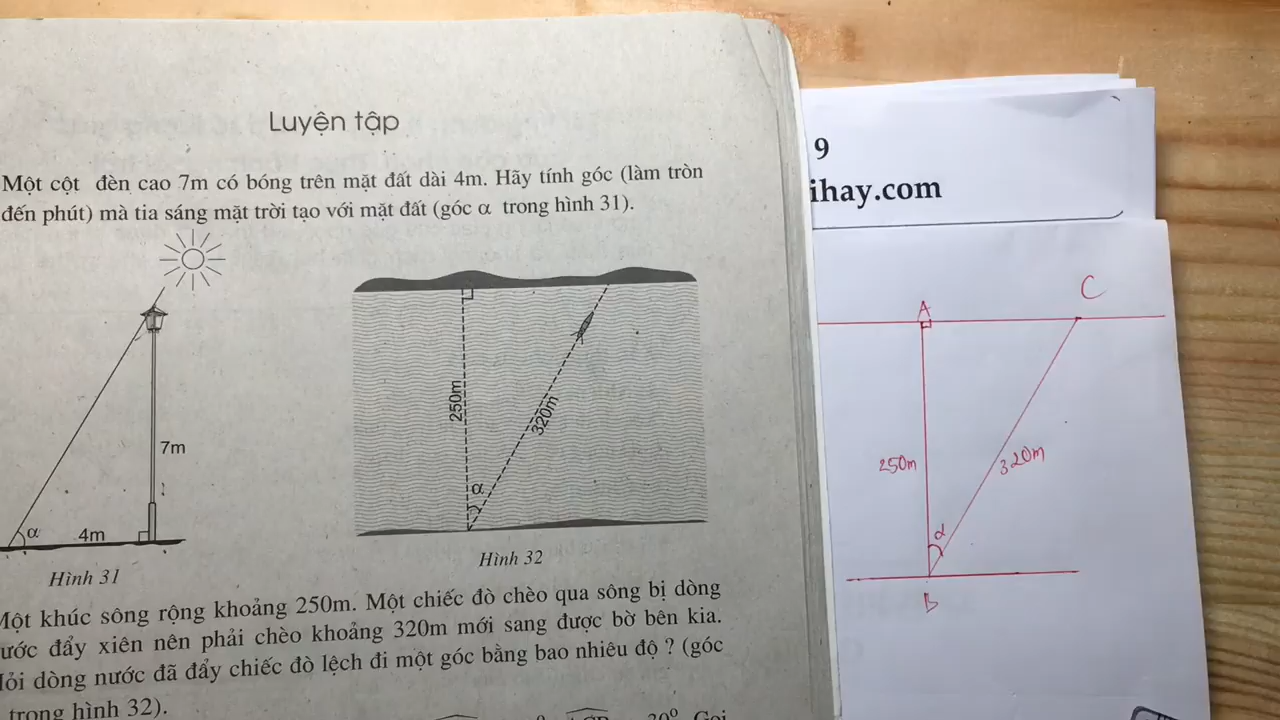 Luyện tập
Một cột đèn cao 7m có bóng trên mặt đất dài 4m. Hãy tính góc (làm tròn
đến phút) mà tia sáng mặt trời tạo với mặt đất (góc α trong hình 31).
7m
α
4m
Hình 31
250m
320m
α
Hình 32
Một khúc sông rộng khoảng 250m. Một chiếc đò chèo qua sông bị dòng
ước đẩy xiên nên phải chèo khoảng 320m mới sang được bờ bên kia.
ỏi dòng nước đã đẩy chiếc đò lệch đi một góc bằng bao nhiêu độ ? (góc
trong hình 32).
9
ihay.com
A
C
250m
320m
α
B